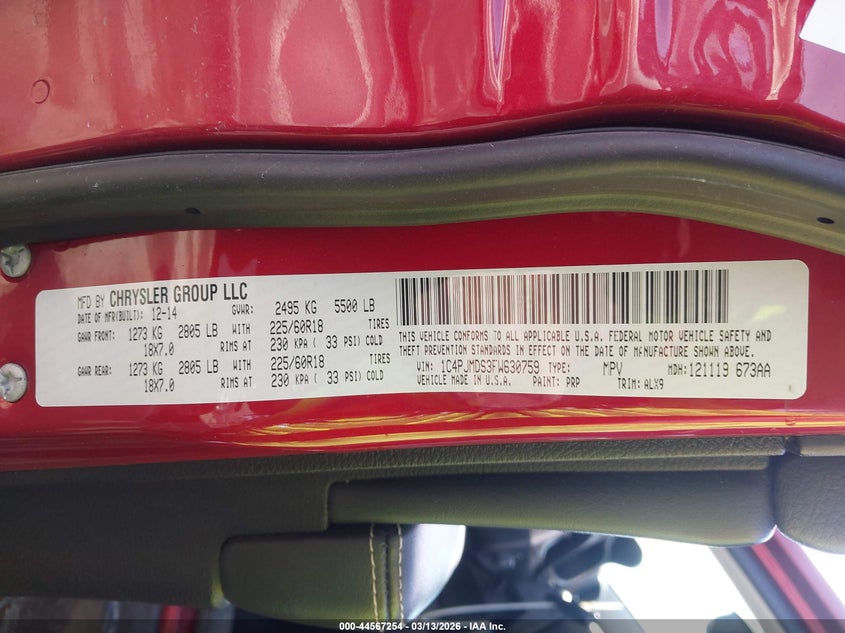 MFD BY CHRYSLER GROUP LLC
DATE OF MFR(BUILT): 12-14 GVWR: 2495 KG 5500 LB
GAWR FRONT: 1273 KG 2805 LB WITH 225/60R18 TIRES
18X7.0 RIMS AT 230 KPA ( 33 PSI) COLD
GAWR REAR: 1273 KG 2805 LB WITH 225/60R18 TIRES
18X7.0 RIMS AT 230 KPA ( 33 PSI) COLD
THIS VEHICLE CONFORMS TO ALL APPLICABLE U.S.A. FEDERAL MOTOR VEHICLE SAFETY AND
THEFT PREVENTION STANDARDS IN EFFECT ON THE DATE OF MANUFACTURE SHOWN ABOVE.
VIN: 1C4PJMDS3FW630759 TYPE: MPV MDH: 121119 673AA
VEHICLE MADE IN U.S.A. PAINT: PRP TRIM: ALX9
000-44567254 - 03/13/2026 - IAA Inc.